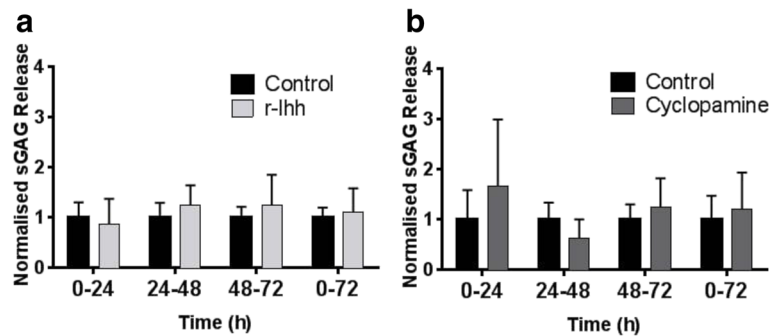 a
Normalised sGAG Release
4
3
2
1
0
Control
r-Ihh
0-24 24-48 48-72 0-72
Time (h)
b
Normalised sGAG Release
4
3
2
1
0
Control
Cyclopamine
0-24 24-48 48-72 0-72
Time (h)